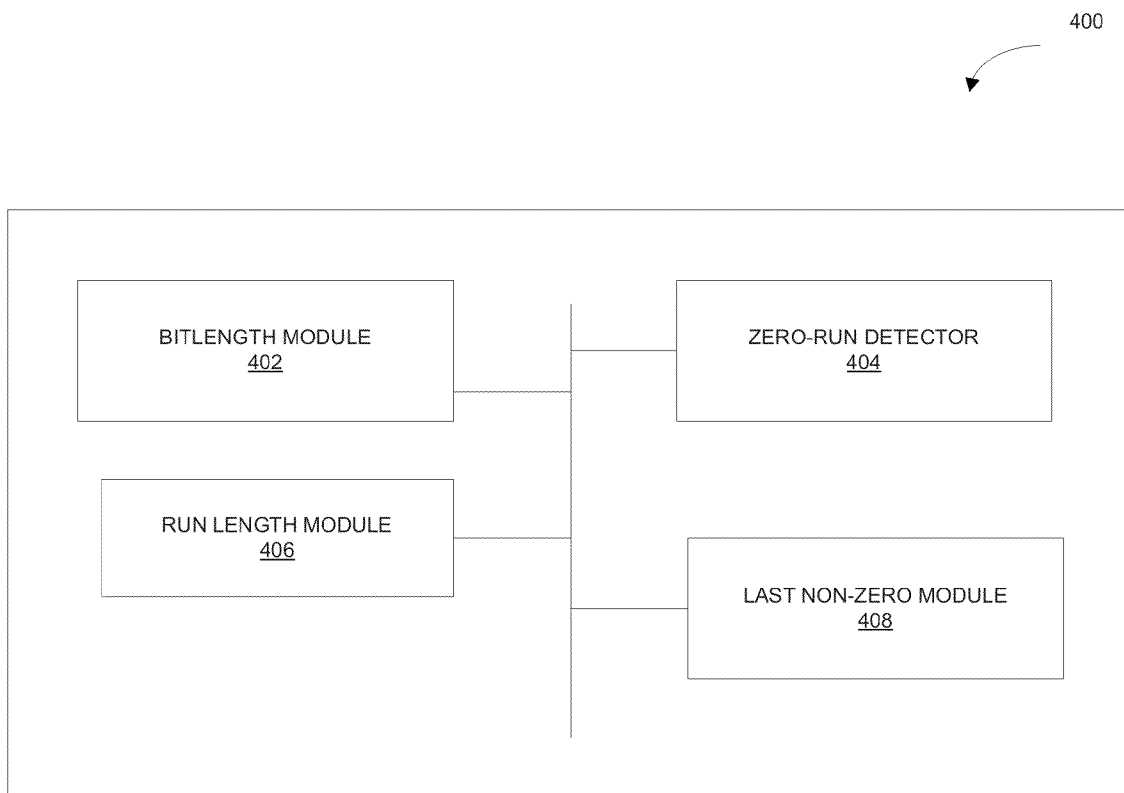 400
BITLENGTH MODULE
402
ZERO-RUN DETECTOR
404
RUN LENGTH MODULE
406
LAST NON-ZERO MODULE
408